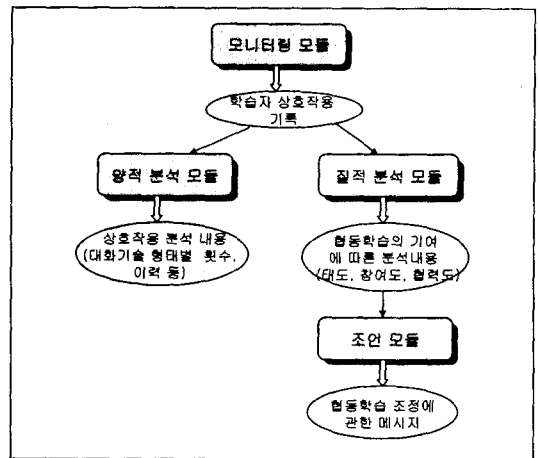 모니터링 모듈
학습자 상호작용
기록
양적 분석 모듈
질적 분석 모듈
상호작용 분석 내용
(대화기술 형태별 횟수,
이력 등)
협동학습의 기여
에 따른 분석내용
(태도, 참여도, 협력도)
조언 모듈
협동학습 조정에
관한 메시지